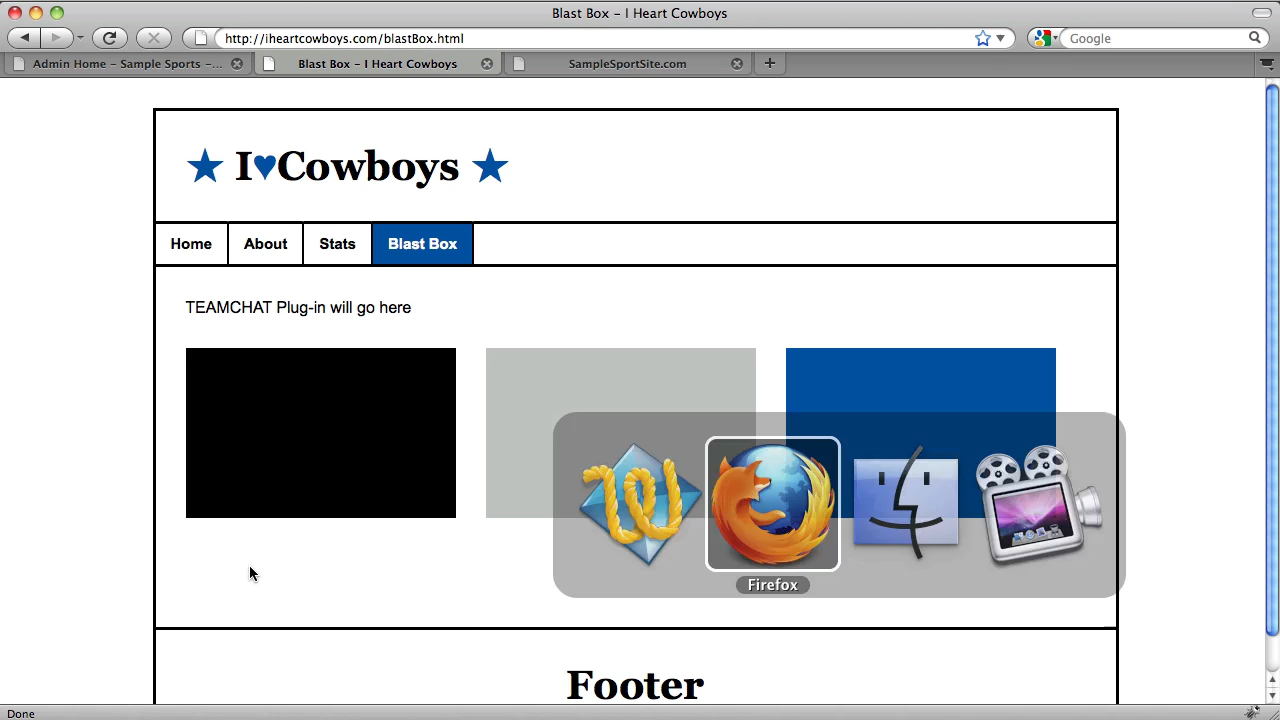 Blast Box – I Heart Cowboys
http://iheartcowboys.com/blastBox.html
Google
Admin Home – Sample Sports –...
Blast Box – I Heart Cowboys
SampleSportSite.com
★ I♥Cowboys ★
Home
About
Stats
Blast Box
TEAMCHAT Plug-in will go here
Firefox
Footer
Done